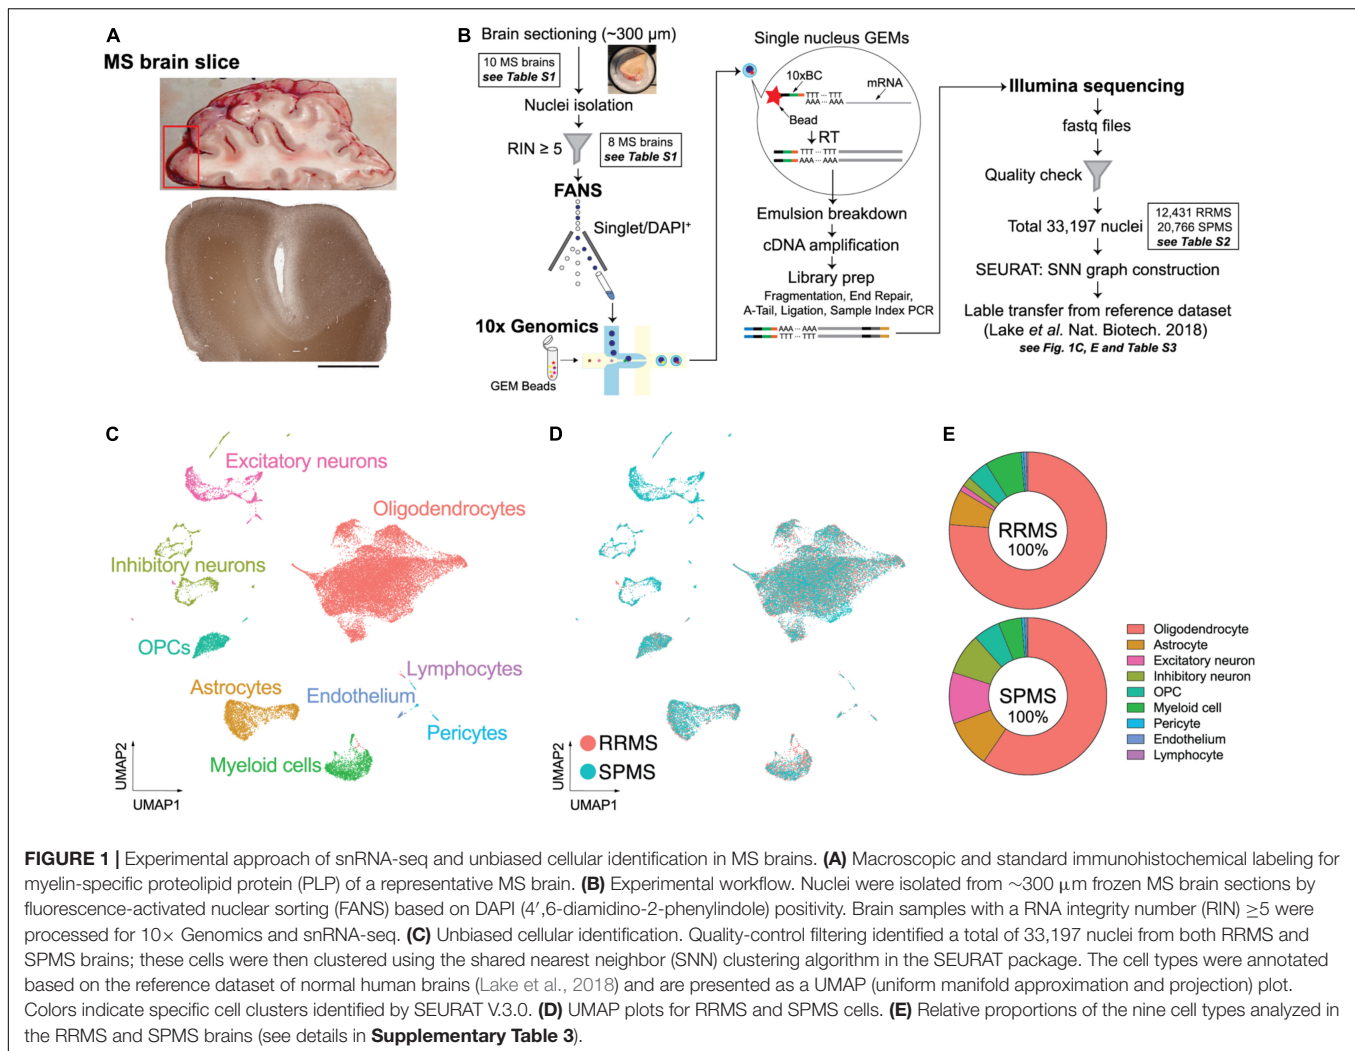 A
MS brain slice
B
Brain sectioning (~300 µm)
10 MS brains
see Table S1
Nuclei isolation
RIN ≥ 5
8 MS brains
see Table S1
FANS
Singlet/DAPI+
10x Genomics
GEM Beads
Single nucleus GEMs
10xBC
mRNA
TTT ... TTT
AAA ... AAA
Bead
RT
TTT ... TTT
AAA ... AAA
Emulsion breakdown
cDNA amplification
Library prep
Fragmentation, End Repair,
A-Tail, Ligation, Sample Index PCR
AAA ... AAA
TTT ... TTT
Illumina sequencing
fastq files
Quality check
Total 33,197 nuclei
12,431 RRMS
20,766 SPMS
see Table S2
SEURAT: SNN graph construction
Lable transfer from reference dataset
(Lake et al. Nat. Biotech. 2018)
see Fig. 1C, E and Table S3
C
Excitatory neurons
Oligodendrocytes
Inhibitory neurons
OPCs
Lymphocytes
Astrocytes
Endothelium
Pericytes
Myeloid cells
UMAP2
UMAP1
D
RRMS
SPMS
UMAP2
UMAP1
E
RRMS
100%
SPMS
100%
Oligodendrocyte
Astrocyte
Excitatory neuron
Inhibitory neuron
OPC
Myeloid cell
Pericyte
Endothelium
Lymphocyte
FIGURE 1 | Experimental approach of snRNA-seq and unbiased cellular identification in MS brains. (A) Macroscopic and standard immunohistochemical labeling for
myelin-specific proteolipid protein (PLP) of a representative MS brain. (B) Experimental workflow. Nuclei were isolated from ∼300 µm frozen MS brain sections by
fluorescence-activated nuclear sorting (FANS) based on DAPI (4′,6-diamidino-2-phenylindole) positivity. Brain samples with a RNA integrity number (RIN) ≥5 were
processed for 10× Genomics and snRNA-seq. (C) Unbiased cellular identification. Quality-control filtering identified a total of 33,197 nuclei from both RRMS and
SPMS brains; these cells were then clustered using the shared nearest neighbor (SNN) clustering algorithm in the SEURAT package. The cell types were annotated
based on the reference dataset of normal human brains (Lake et al., 2018) and are presented as a UMAP (uniform manifold approximation and projection) plot.
Colors indicate specific cell clusters identified by SEURAT V.3.0. (D) UMAP plots for RRMS and SPMS cells. (E) Relative proportions of the nine cell types analyzed in
the RRMS and SPMS brains (see details in Supplementary Table 3).